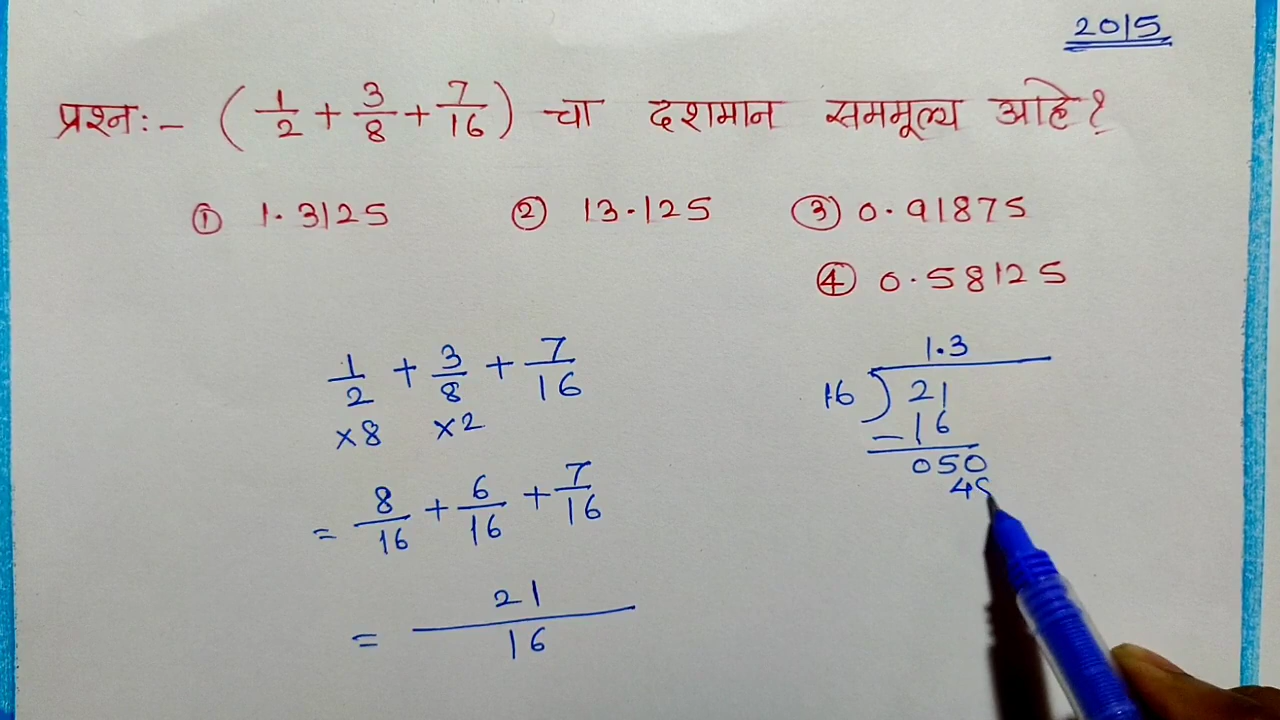 2015
प्रश्न:- ( 1/2 + 3/8 + 7/16 ) चा दशमान सममूल्य आहे?
① 1.3125 ② 13.125 ③ 0.91875
④ 0.58125
1/2 + 3/8 + 7/16
×8 ×2
= 8/16 + 6/16 + 7/16
= 21/16
1.3
16 ) 21
-16
050